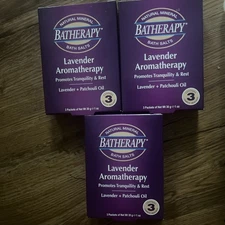 NATURAL MINERAL
BATHERAPY
BATH SALTS
Lavender
Aromatherapy
Promotes Tranquility & Rest
Lavender + Patchouli Oil
3
NATURAL MINERAL
BATHERAPY
BATH SALTS
Lavender
Aromatherapy
Promotes Tranquility & Rest
Lavender + Patchouli Oil
3
NATURAL MINERAL
BATHERAPY
BATH SALTS
Lavender
Aromatherapy
Promotes Tranquility & Rest
Lavender + Patchouli Oil
3